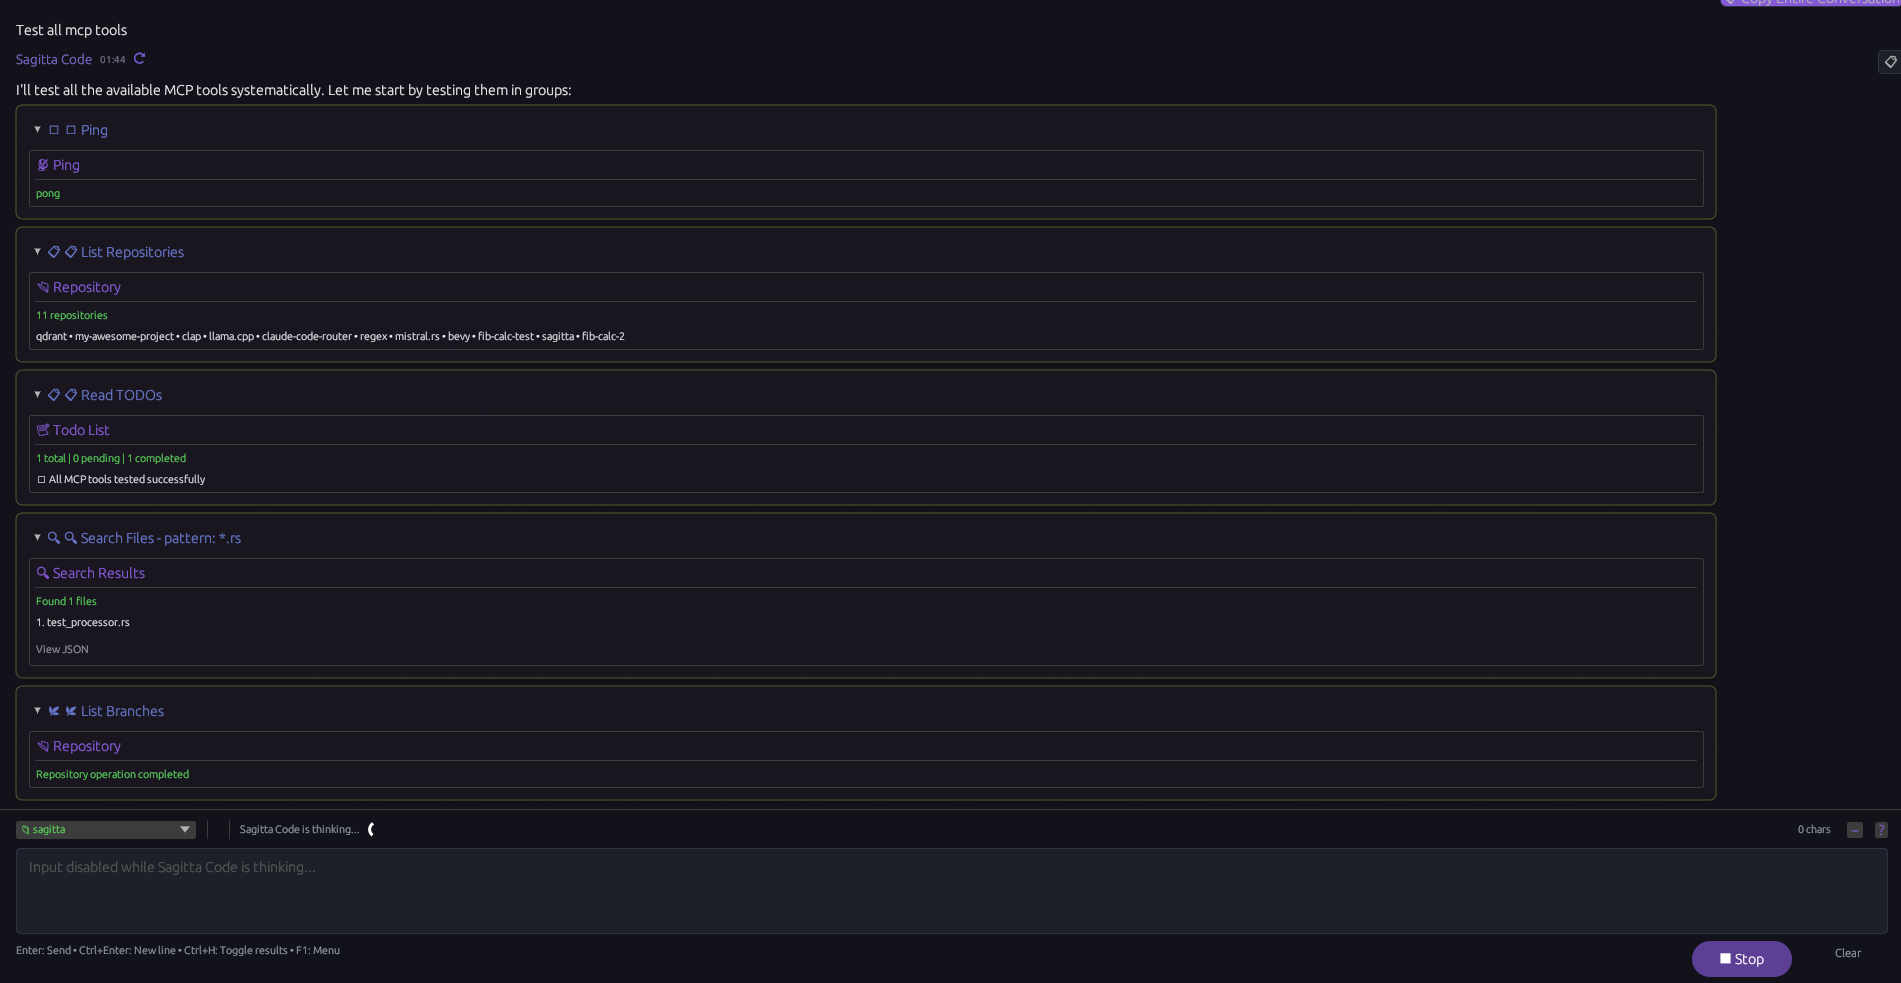 Copy Entire Conversation
Test all mcp tools
Sagitta Code 01:44
I'll test all the available MCP tools systematically. Let me start by testing them in groups:
Ping
Ping
pong
List Repositories
Repository
11 repositories
qdrant • my-awesome-project • clap • llama.cpp • claude-code-router • regex • mistral.rs • bevy • fib-calc-test • sagitta • fib-calc-2
Read TODOs
Todo List
1 total | 0 pending | 1 completed
All MCP tools tested successfully
Search Files - pattern: *.rs
Search Results
Found 1 files
1. test_processor.rs
View JSON
List Branches
Repository
Repository operation completed
sagitta Sagitta Code is thinking... 0 chars − ?
Input disabled while Sagitta Code is thinking...
Enter: Send • Ctrl+Enter: New line • Ctrl+H: Toggle results • F1: Menu
Stop Clear